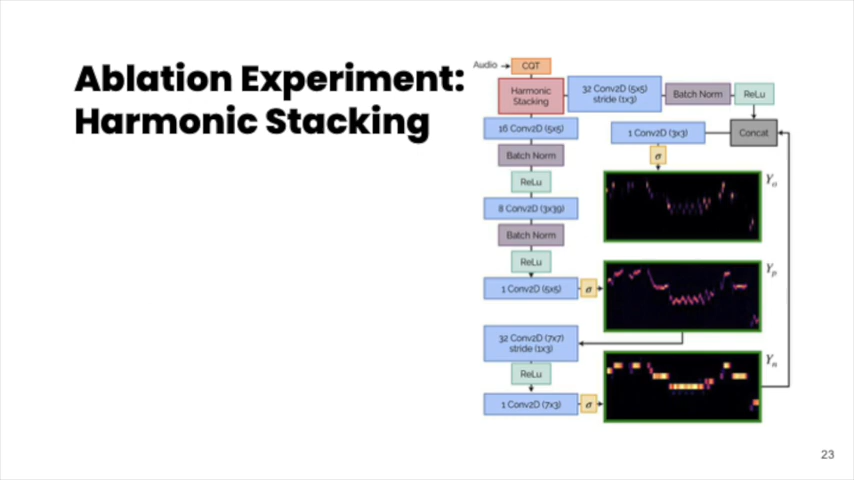 Ablation Experiment:
Harmonic Stacking
Audio
CQT
Harmonic
Stacking
32 Conv2D (5x5)
stride (1x3)
Batch Norm
ReLu
16 Conv2D (5x5)
1 Conv2D (3x3)
Concat
Batch Norm
σ
ReLu
Yo
8 Conv2D (3x39)
Batch Norm
ReLu
Yp
1 Conv2D (5x5)
σ
32 Conv2D (7x7)
stride (1x3)
Yn
ReLu
1 Conv2D (7x3)
σ
23